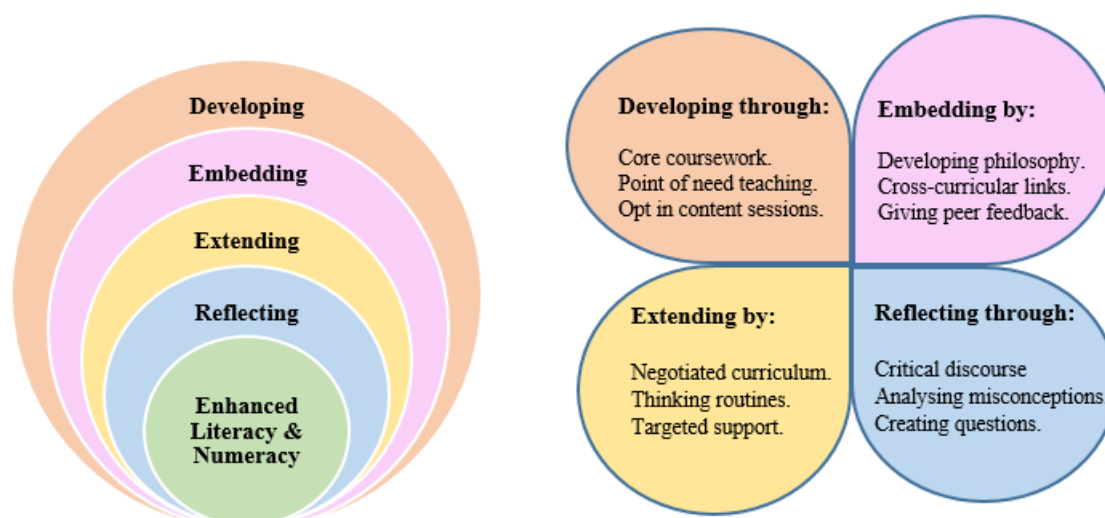 Developing
Embedding
Extending
Reflecting
Enhanced
Literacy &
Numeracy
Developing through:
Core coursework.
Point of need teaching.
Opt in content sessions.
Embedding by:
Developing philosophy.
Cross-curricular links.
Giving peer feedback.
Extending by:
Negotiated curriculum.
Thinking routines.
Targeted support.
Reflecting through:
Critical discourse
Analysing misconceptions
Creating questions.